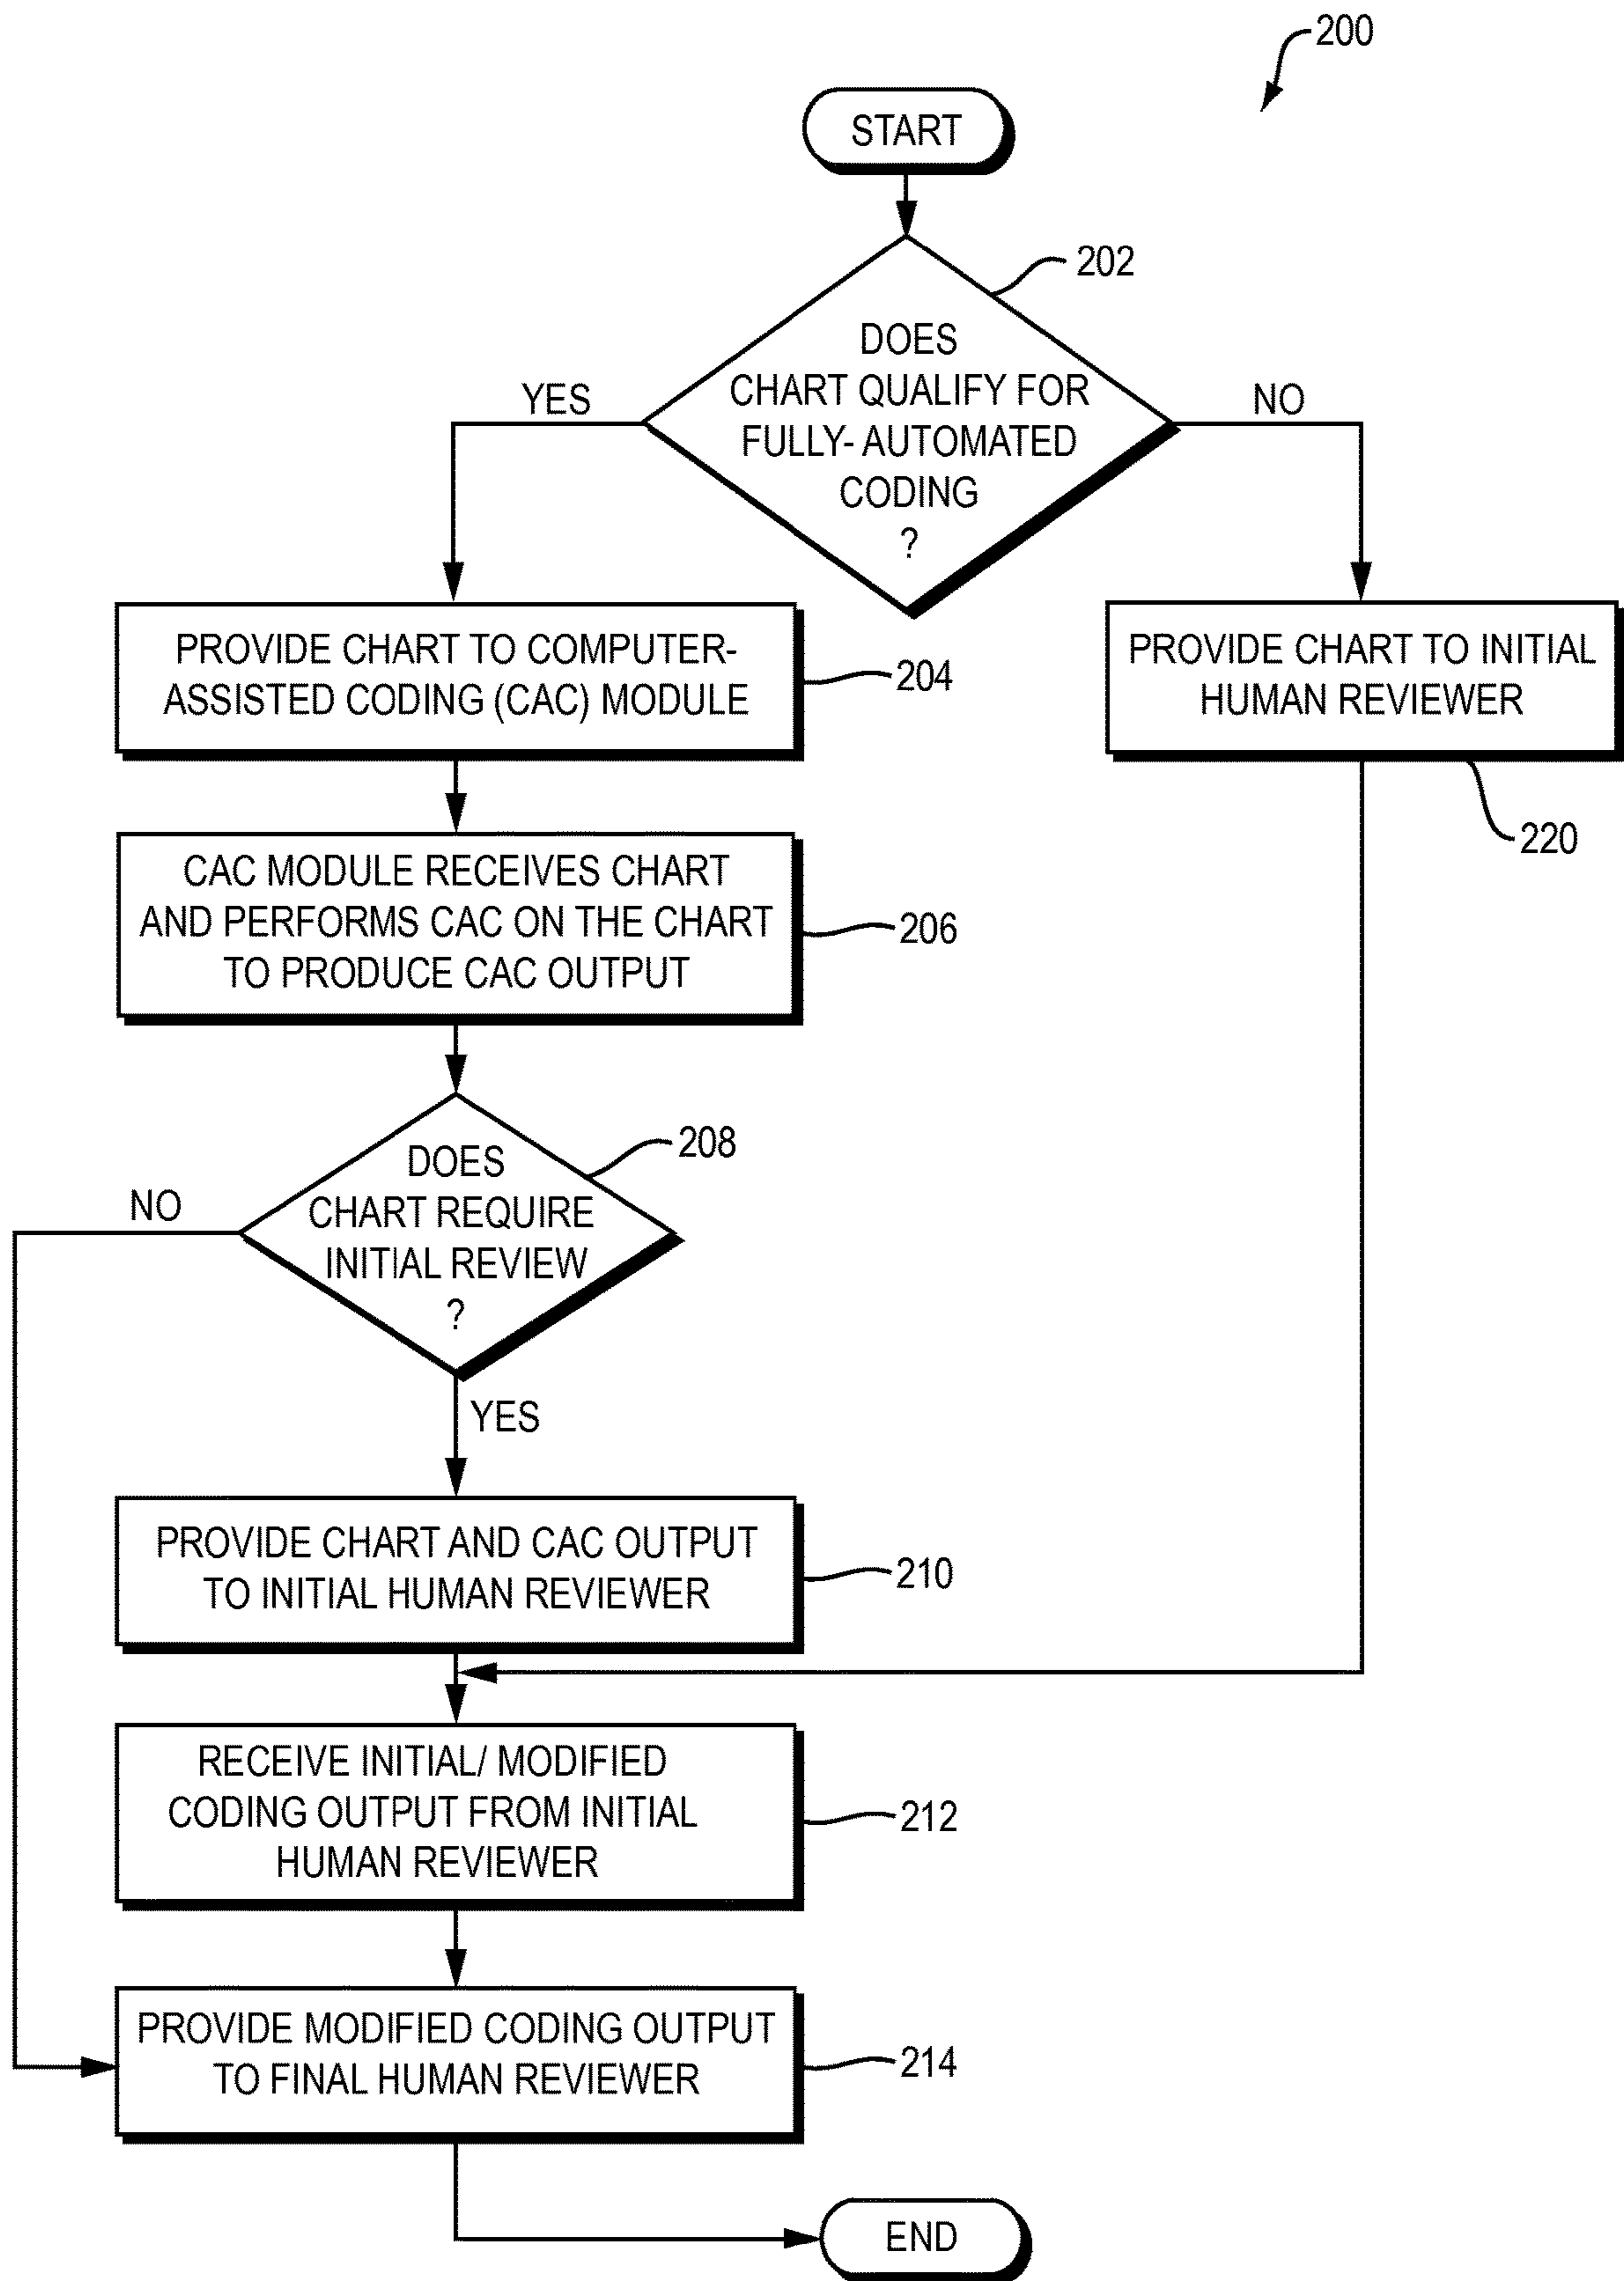 200
START
202
DOES
CHART QUALIFY FOR
FULLY- AUTOMATED
CODING
?
YES
NO
PROVIDE CHART TO COMPUTER-
ASSISTED CODING (CAC) MODULE
204
PROVIDE CHART TO INITIAL
HUMAN REVIEWER
220
CAC MODULE RECEIVES CHART
AND PERFORMS CAC ON THE CHART
TO PRODUCE CAC OUTPUT
206
208
DOES
CHART REQUIRE
INITIAL REVIEW
?
NO
YES
PROVIDE CHART AND CAC OUTPUT
TO INITIAL HUMAN REVIEWER
210
RECEIVE INITIAL/ MODIFIED
CODING OUTPUT FROM INITIAL
HUMAN REVIEWER
212
PROVIDE MODIFIED CODING OUTPUT
TO FINAL HUMAN REVIEWER
214
END